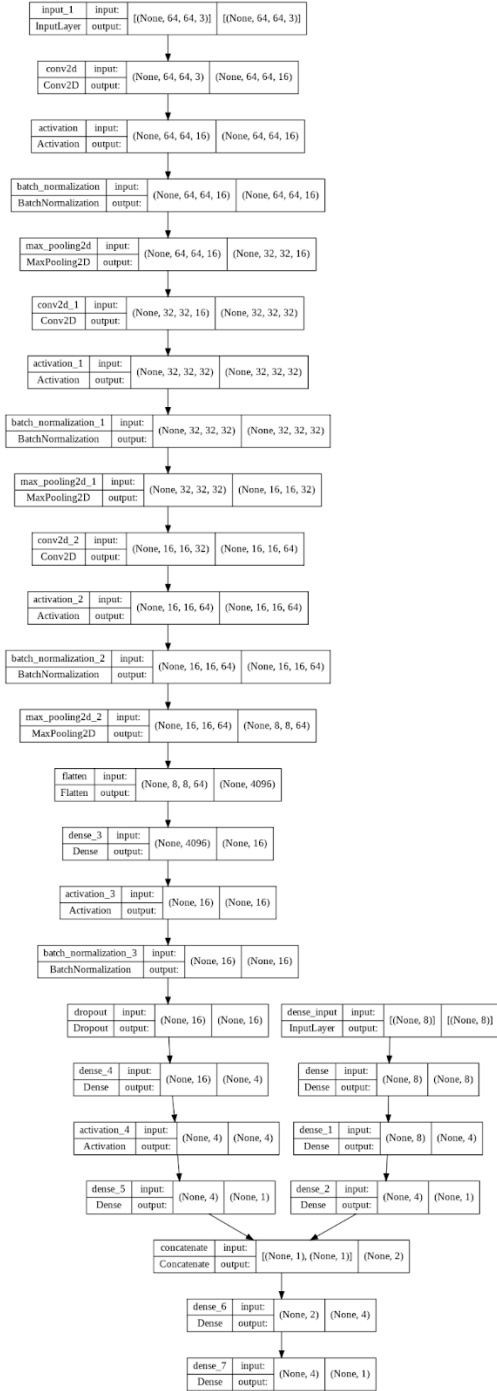 input_1 input: [(None, 64, 64, 3)] [(None, 64, 64, 3)]
InputLayer output:
conv2d input: (None, 64, 64, 3) (None, 64, 64, 16)
Conv2D output:
activation input: (None, 64, 64, 16) (None, 64, 64, 16)
Activation output:
batch_normalization input: (None, 64, 64, 16) (None, 64, 64, 16)
BatchNormalization output:
max_pooling2d input: (None, 64, 64, 16) (None, 32, 32, 16)
MaxPooling2D output:
conv2d_1 input: (None, 32, 32, 16) (None, 32, 32, 32)
Conv2D output:
activation_1 input: (None, 32, 32, 32) (None, 32, 32, 32)
Activation output:
batch_normalization_1 input: (None, 32, 32, 32) (None, 32, 32, 32)
BatchNormalization output:
max_pooling2d_1 input: (None, 32, 32, 32) (None, 16, 16, 32)
MaxPooling2D output:
conv2d_2 input: (None, 16, 16, 32) (None, 16, 16, 64)
Conv2D output:
activation_2 input: (None, 16, 16, 64) (None, 16, 16, 64)
Activation output:
batch_normalization_2 input: (None, 16, 16, 64) (None, 16, 16, 64)
BatchNormalization output:
max_pooling2d_2 input: (None, 16, 16, 64) (None, 8, 8, 64)
MaxPooling2D output:
flatten input: (None, 8, 8, 64) (None, 4096)
Flatten output:
dense_3 input: (None, 4096) (None, 16)
Dense output:
activation_3 input: (None, 16) (None, 16)
Activation output:
batch_normalization_3 input: (None, 16) (None, 16)
BatchNormalization output:
dropout input: (None, 16) (None, 16)
Dropout output:
dense_input input: [(None, 8)] [(None, 8)]
InputLayer output:
dense_4 input: (None, 16) (None, 4)
Dense output:
dense input: (None, 8) (None, 8)
Dense output:
activation_4 input: (None, 4) (None, 4)
Activation output:
dense_1 input: (None, 8) (None, 4)
Dense output:
dense_5 input: (None, 4) (None, 1)
Dense output:
dense_2 input: (None, 4) (None, 1)
Dense output:
concatenate input: [(None, 1), (None, 1)] (None, 2)
Concatenate output:
dense_6 input: (None, 2) (None, 4)
Dense output:
dense_7 input: (None, 4) (None, 1)
Dense output: